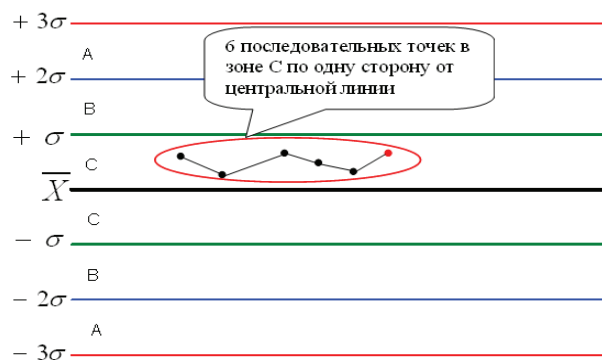 + 3σ
A
6 последовательных точек в
зоне С по одну сторону от
центральной линии
+ 2σ
B
+ σ
C
X̅
C
− σ
B
− 2σ
A
− 3σ